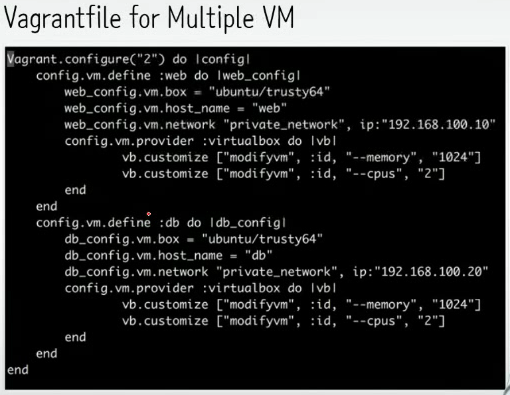 Vagrantfile for Multiple VM
Vagrant.configure("2") do |config|
    config.vm.define :web do |web_config|
        web_config.vm.box = "ubuntu/trusty64"
        web_config.vm.host_name = "web"
        web_config.vm.network "private_network", ip:"192.168.100.10"
        config.vm.provider :virtualbox do |vb|
                vb.customize ["modifyvm", :id, "--memory", "1024"]
                vb.customize ["modifyvm", :id, "--cpus", "2"]
        end
    end
    config.vm.define :db do |db_config|
        db_config.vm.box = "ubuntu/trusty64"
        db_config.vm.host_name = "db"
        db_config.vm.network "private_network", ip:"192.168.100.20"
        config.vm.provider :virtualbox do |vb|
                vb.customize ["modifyvm", :id, "--memory", "1024"]
                vb.customize ["modifyvm", :id, "--cpus", "2"]
        end
    end
end